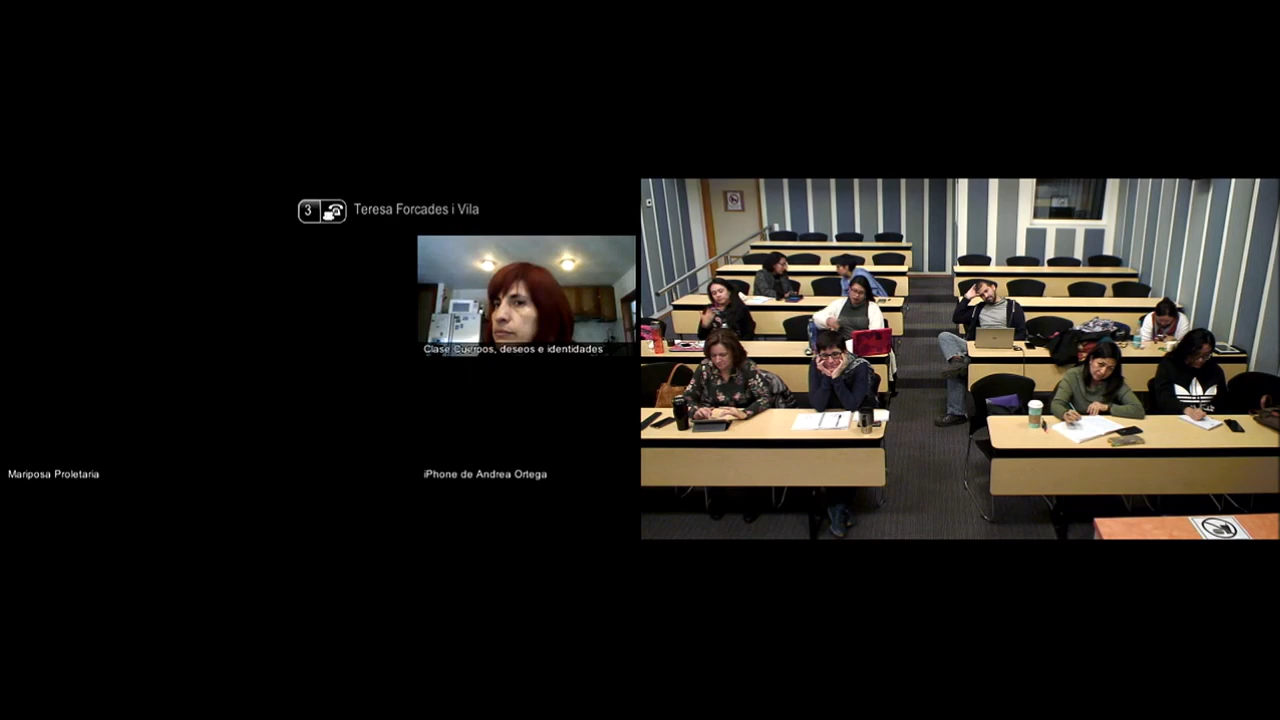 3 Teresa Forcades i Vila
Clase Cuerpos, deseos e identidades
Mariposa Proletaria
iPhone de Andrea Ortega